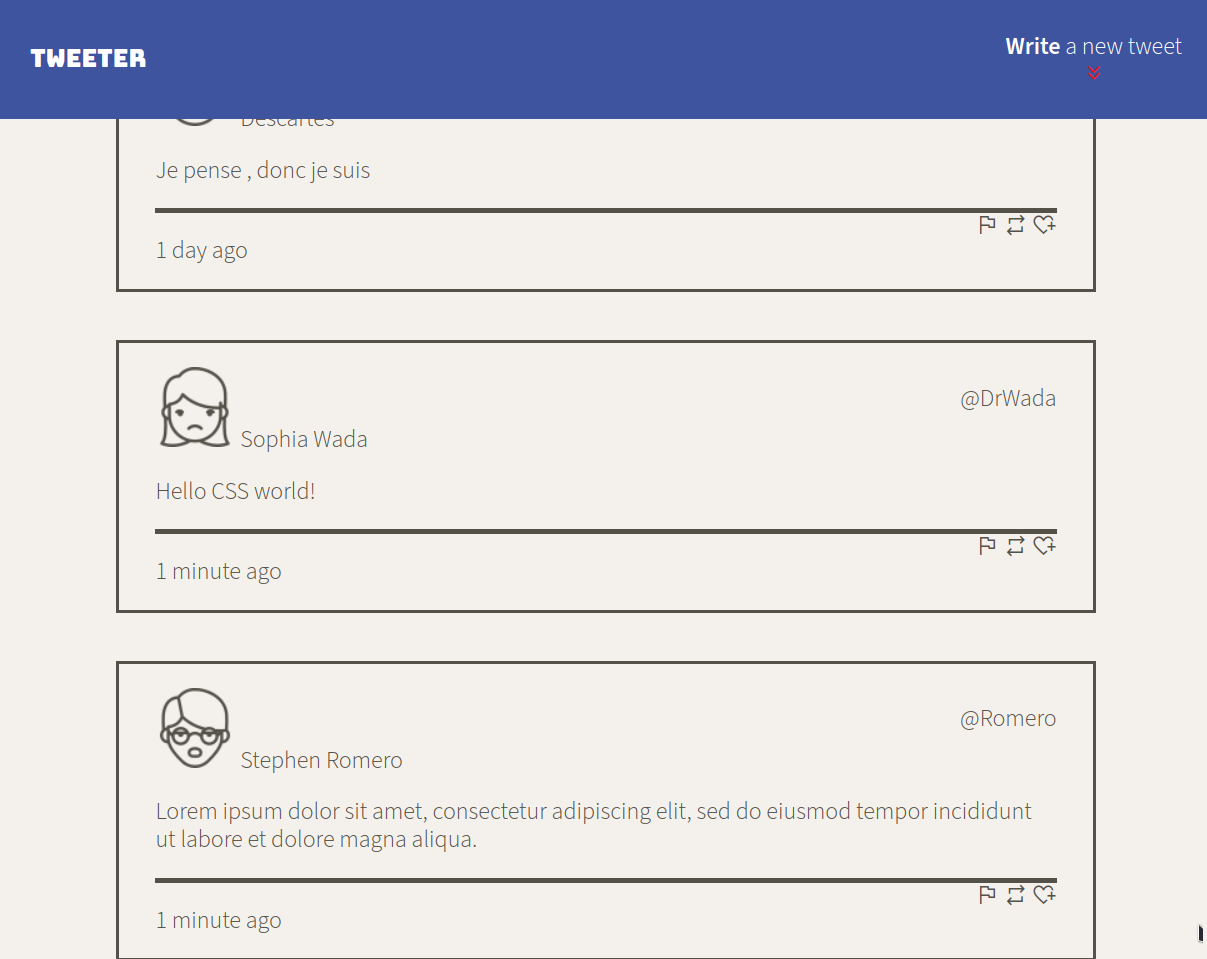 TWEETER
Write a new tweet
Descartes
Je pense , donc je suis
1 day ago
@DrWada
Sophia Wada
Hello CSS world!
1 minute ago
@Romero
Stephen Romero
Lorem ipsum dolor sit amet, consectetur adipiscing elit, sed do eiusmod tempor incididunt
ut labore et dolore magna aliqua.
1 minute ago